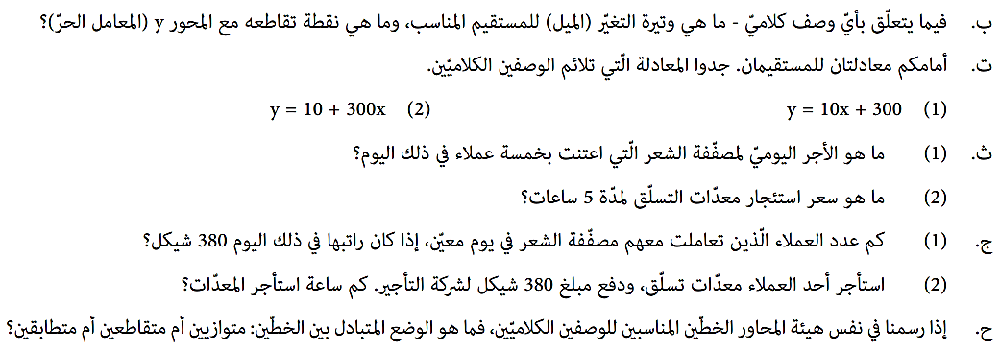 ب. فيما يتعلّق بأيّ وصف كلاميّ - ما هي وتيرة التغيّر (الميل) للمستقيم المناسب، وما هي نقطة تقاطعه مع المحور y (المعامل الحرّ)؟
ت. أمامكم معادلتان للمستقيمان. جدوا المعادلة الّتي تلائم الوصفين الكلاميّين.
(1) y = 10x + 300 (2) y = 10 + 300x
ث. (1) ما هو الأجر اليوميّ لمصفّفة الشعر الّتي اعتنت بخمسة عملاء في ذلك اليوم؟
(2) ما هو سعر استئجار معدّات التسلّق لمدّة 5 ساعات؟
ج. (1) كم عدد العملاء الّذين تعاملت معهم مصفّفة الشعر في يوم معيّن، إذا كان راتبها في ذلك اليوم 380 شيكل؟
(2) استأجر أحد العملاء معدّات تسلّق، ودفع مبلغ 380 شيكل لشركة التأجير. كم ساعة استأجر المعدّات؟
ح. إذا رسمنا في نفس هيئة المحاور الخطّين المناسبين للوصفين الكلاميّين، فما هو الوضع المتبادل بين الخطّين: متوازيين أم متقاطعين أم متطابقين؟